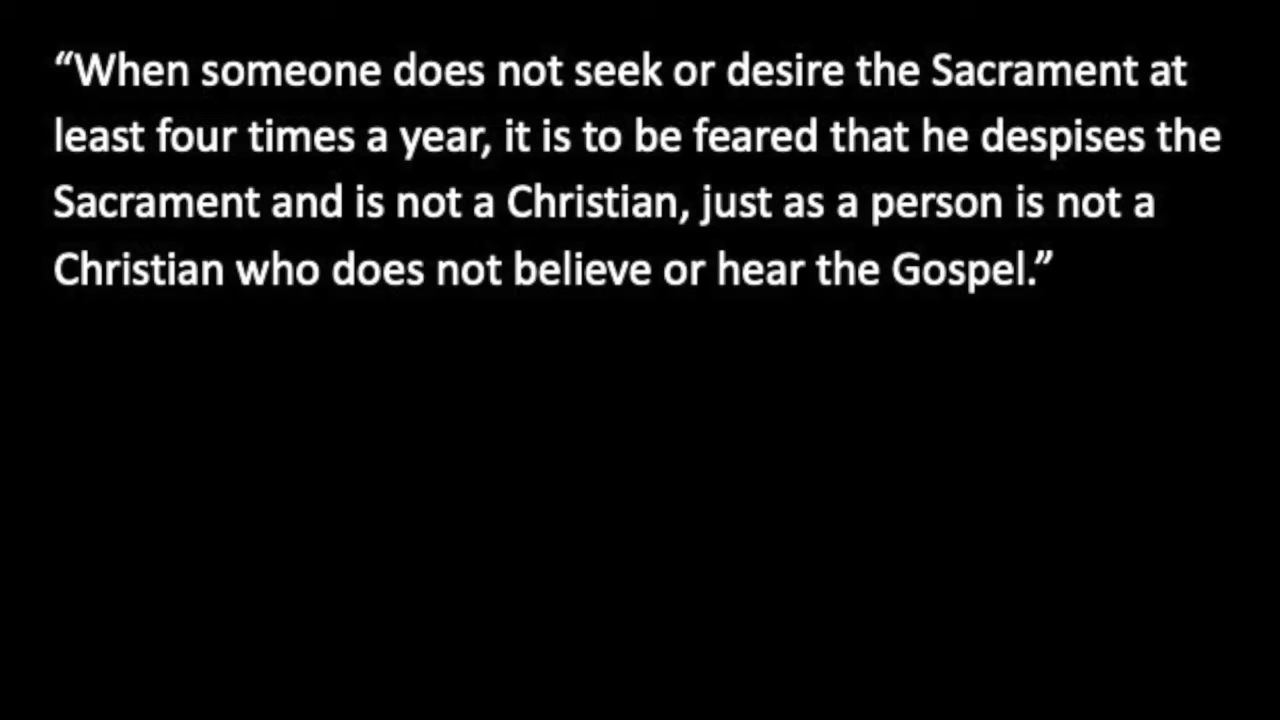 “When someone does not seek or desire the Sacrament at
least four times a year, it is to be feared that he despises the
Sacrament and is not a Christian, just as a person is not a
Christian who does not believe or hear the Gospel.”